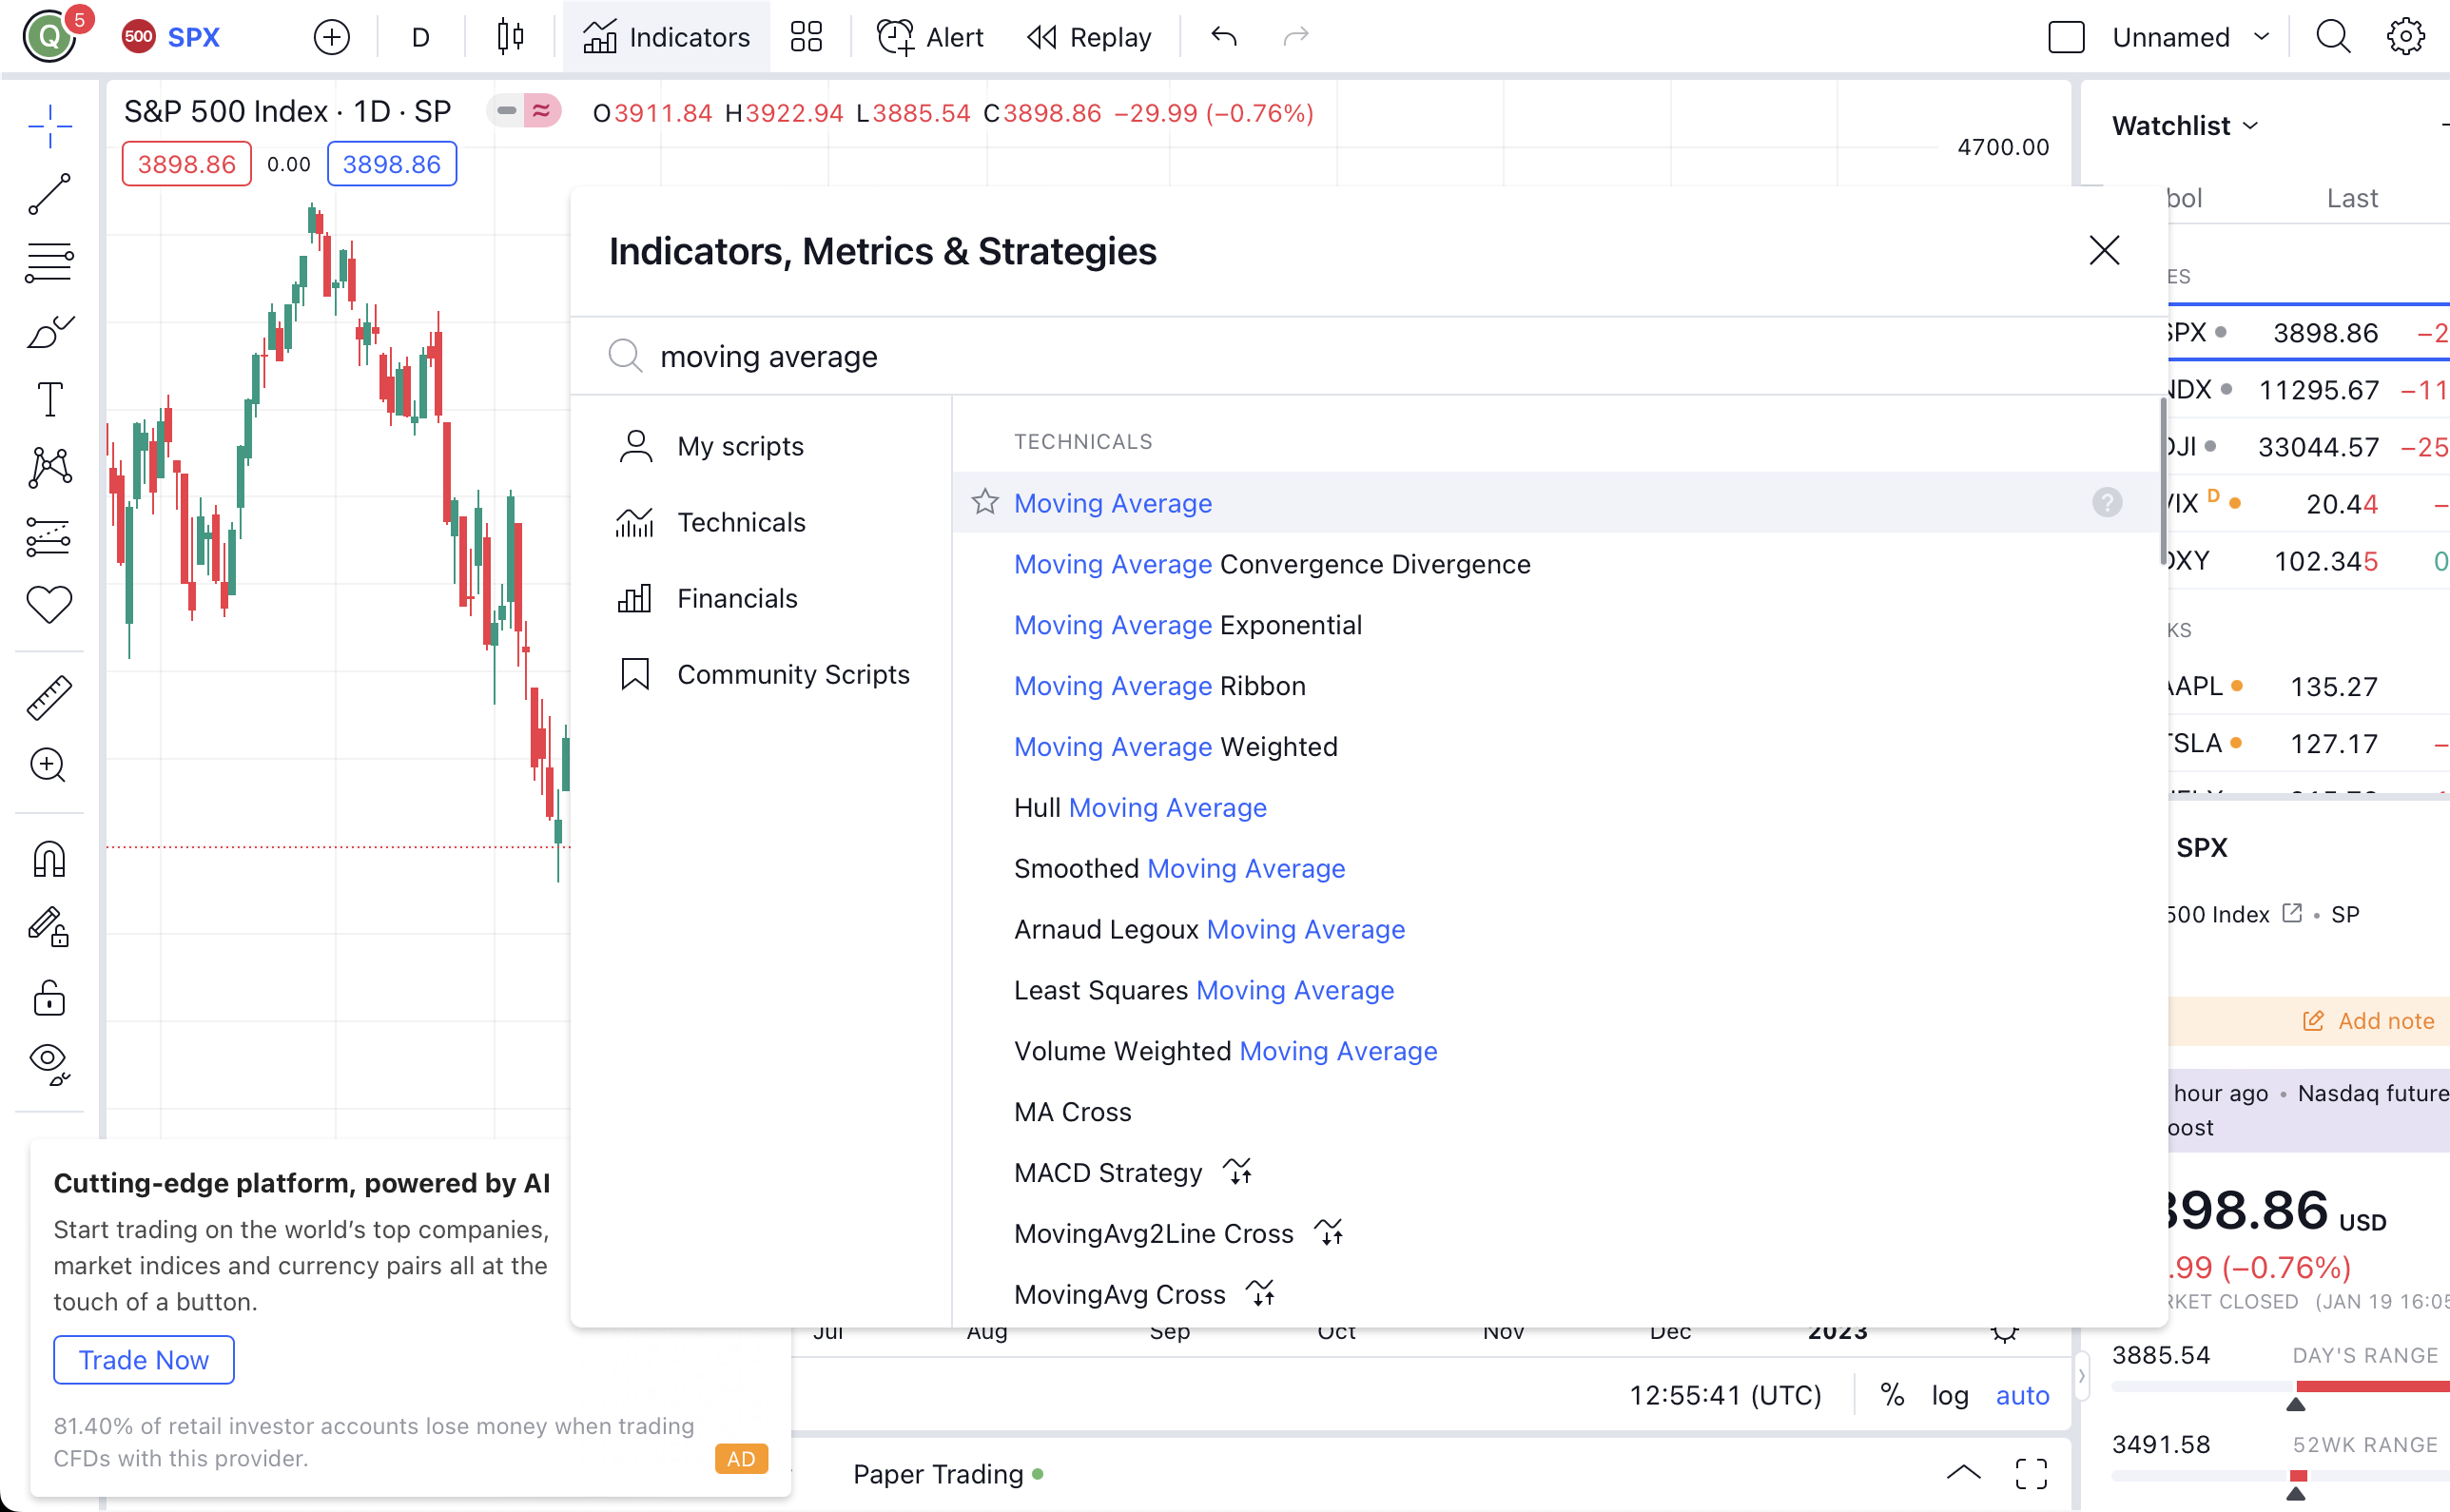 Q 5 500 SPX D Indicators Alert Replay Unnamed
S&P 500 Index · 1D · SP O3911.84 H3922.94 L3885.54 C3898.86 −29.99 (−0.76%)
3898.86 0.00 3898.86
4700.00
Watchlist
bol Last
ES
SPX 3898.86 −2
NDX 11295.67 −11
DJI 33044.57 −25
VIX D 20.44 −
DXY 102.345 0
KS
AAPL 135.27
TSLA 127.17 −
Indicators, Metrics & Strategies
moving average
My scripts
Technicals
Financials
Community Scripts
TECHNICALS
Moving Average ?
Moving Average Convergence Divergence
Moving Average Exponential
Moving Average Ribbon
Moving Average Weighted
Hull Moving Average
Smoothed Moving Average
Arnaud Legoux Moving Average
Least Squares Moving Average
Volume Weighted Moving Average
MA Cross
MACD Strategy
MovingAvg2Line Cross
MovingAvg Cross
SPX
500 Index • SP
Add note
hour ago • Nasdaq future
oost
398.86 USD
.99 (−0.76%)
RKET CLOSED (JAN 19 16:05
3885.54 DAY'S RANGE
3491.58 52WK RANGE
Jul Aug Sep Oct Nov Dec 2023
12:55:41 (UTC) % log auto
Paper Trading
Cutting-edge platform, powered by AI
Start trading on the world’s top companies,
market indices and currency pairs all at the
touch of a button.
Trade Now
81.40% of retail investor accounts lose money when trading
CFDs with this provider.
AD